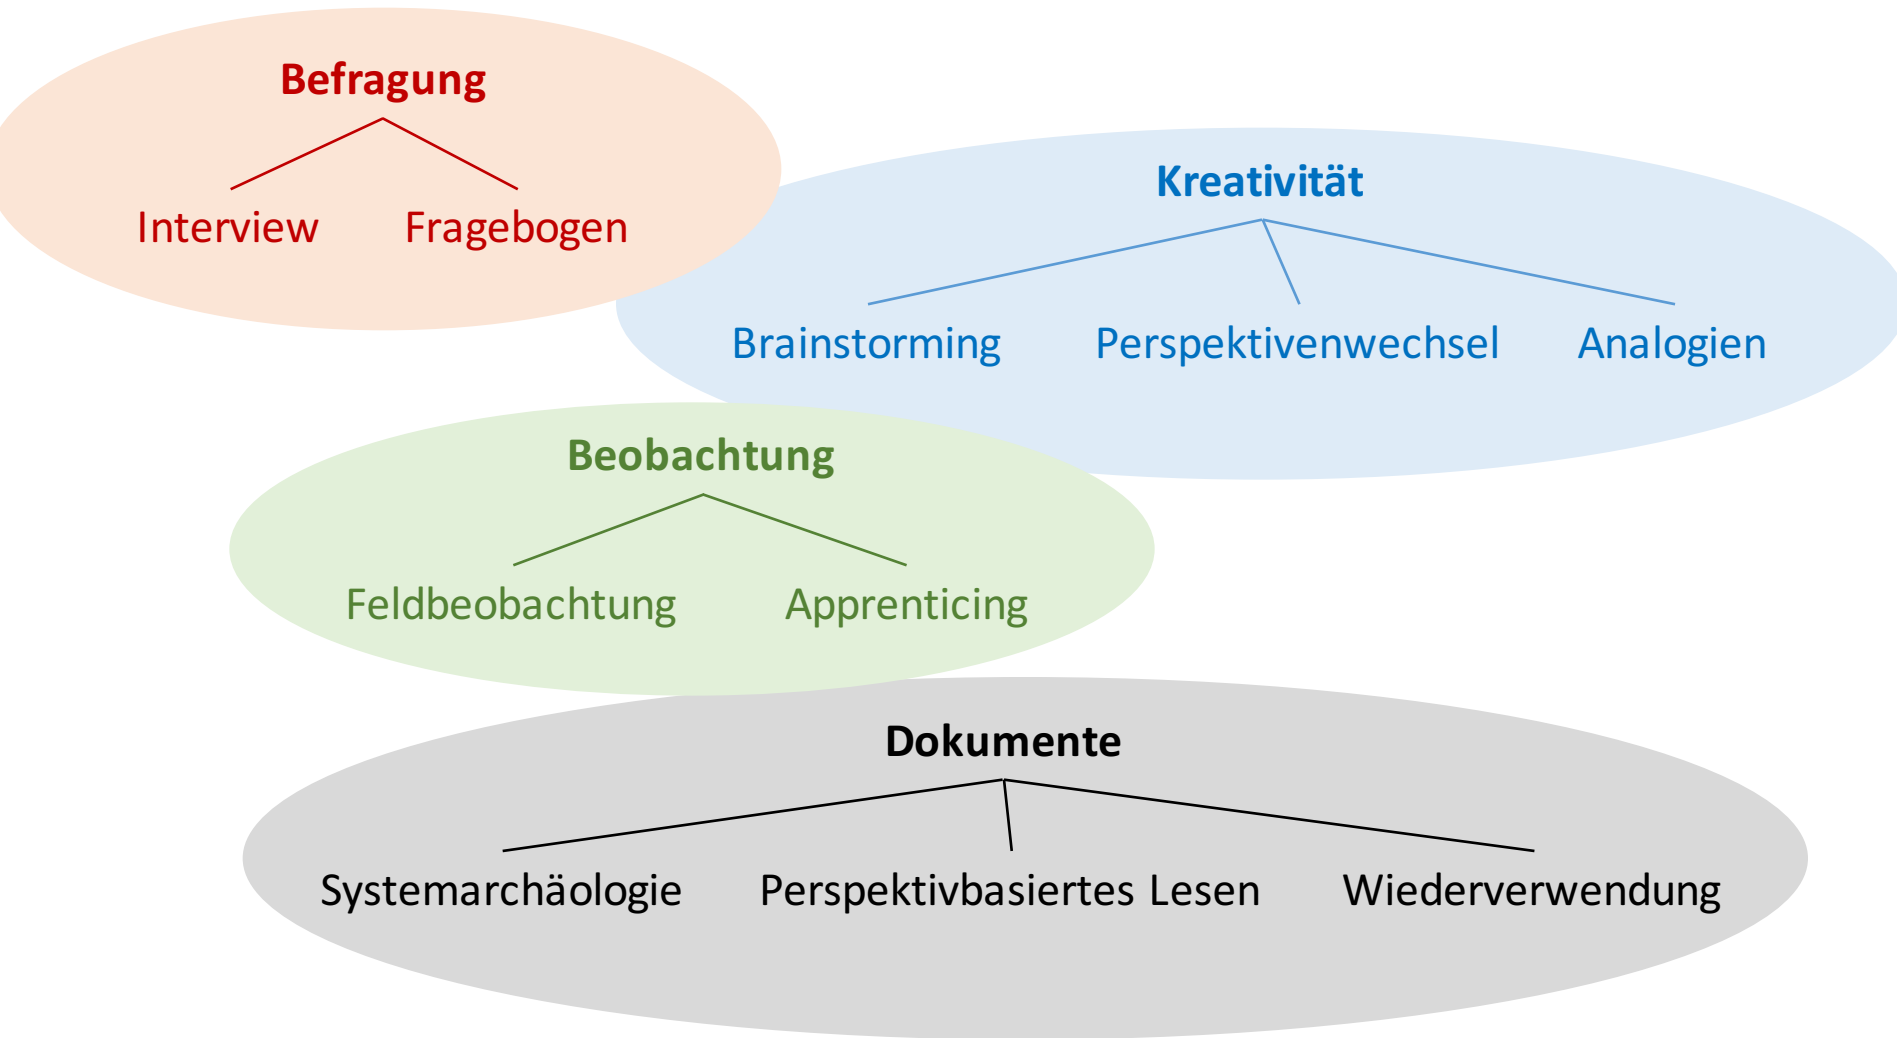 Befragung
Interview Fragebogen
Kreativität
Brainstorming Perspektivenwechsel Analogien
Beobachtung
Feldbeobachtung Apprenticing
Dokumente
Systemarchäologie Perspektivbasiertes Lesen Wiederverwendung